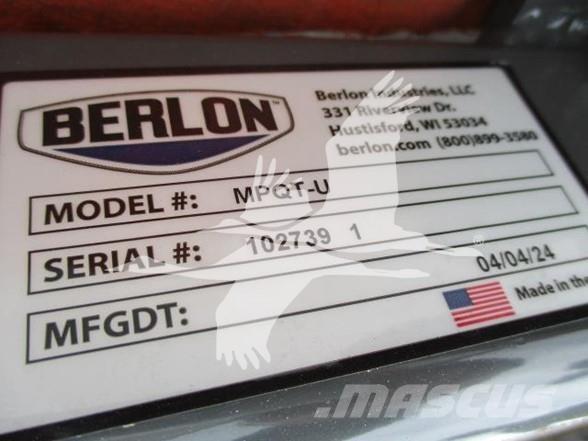 BERLON™
Berlon Industries, LLC
331 Riverview Dr.
Hustisford, WI 53034
berlon.com (800)899-3580
MODEL #: MPQT-U
SERIAL #: 102739 1
MFGDT: 04/04/24
Made in the
MASCUS